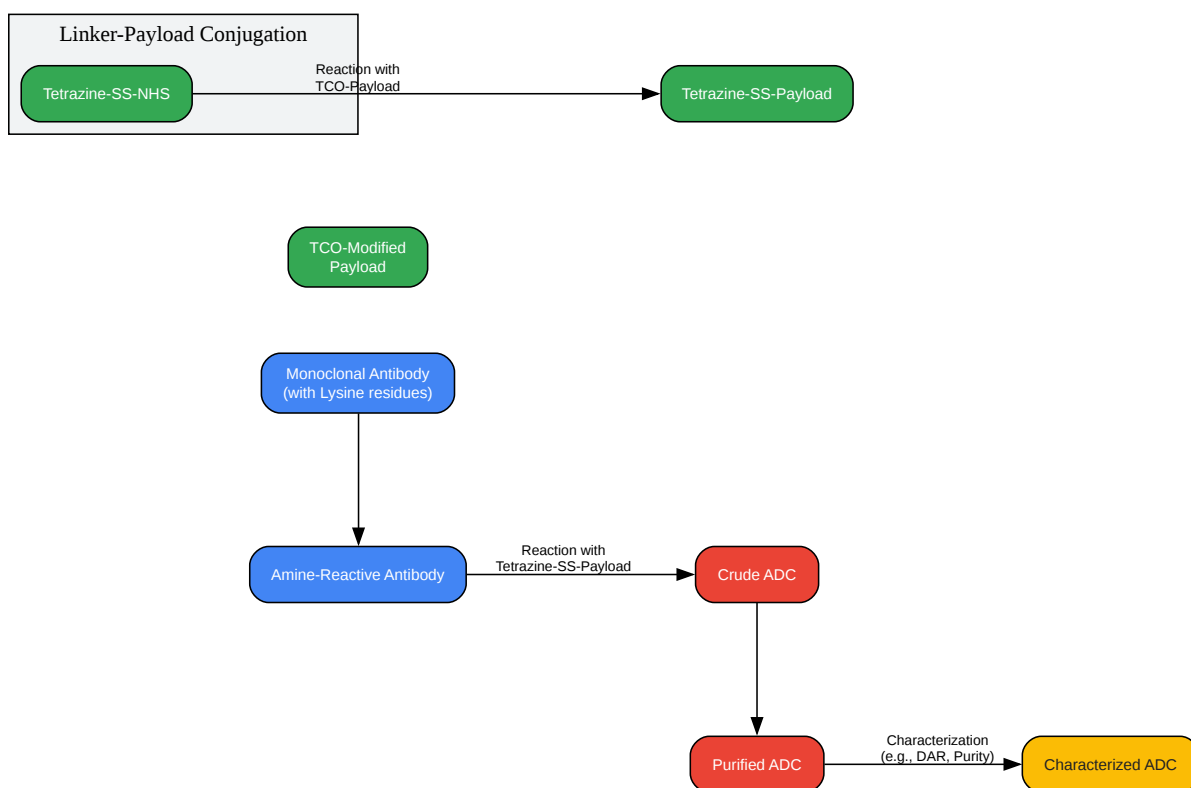 Linker-Payload Conjugation
Tetrazine-SS-NHS
Reaction with
TCO-Payload
Tetrazine-SS-Payload
TCO-Modified
Payload
Monoclonal Antibody
(with Lysine residues)
Amine-Reactive Antibody
Reaction with
Tetrazine-SS-Payload
Crude ADC
Purified ADC
Characterization
(e.g., DAR, Purity)
Characterized ADC